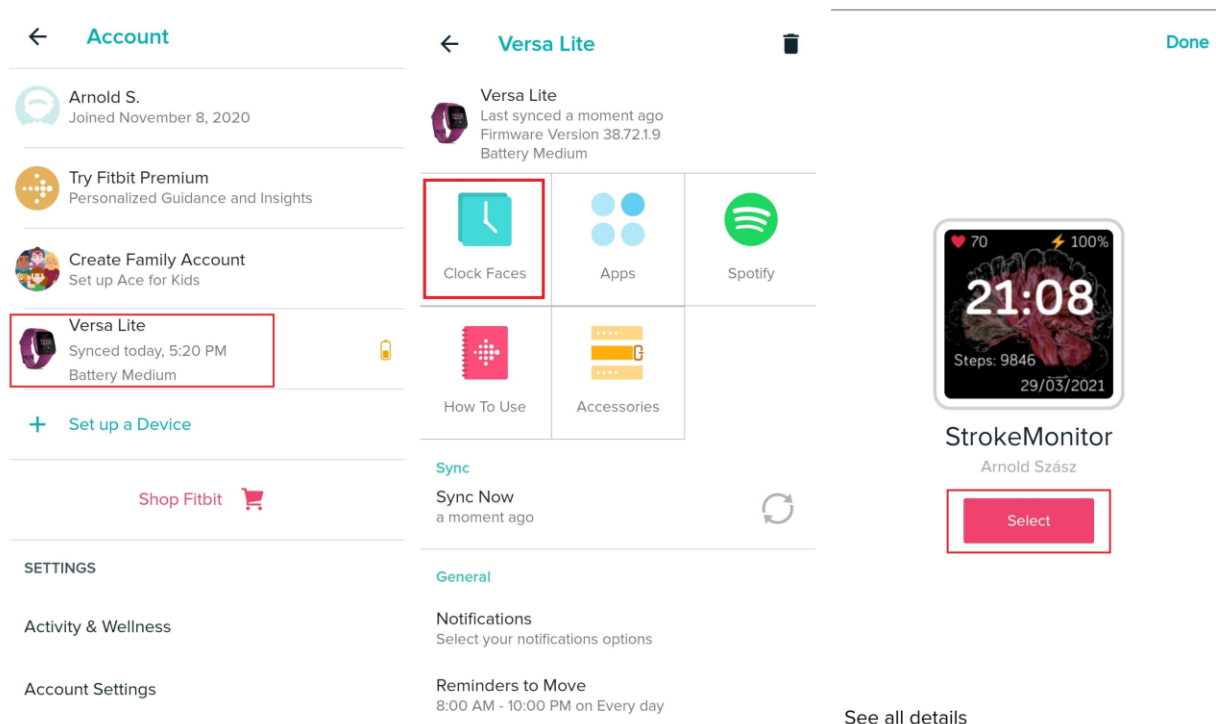 Account
Arnold S.
Joined November 8, 2020
Try Fitbit Premium
Personalized Guidance and Insights
Create Family Account
Set up Ace for Kids
Versa Lite
Synced today, 5:20 PM
Battery Medium
+ Set up a Device
Shop Fitbit
SETTINGS
Activity & Wellness
Account Settings
Versa Lite
Versa Lite
Last synced a moment ago
Firmware Version 38.72.1.9
Battery Medium
Clock Faces
Apps
Spotify
How To Use
Accessories
Sync
Sync Now
a moment ago
General
Notifications
Select your notifications options
Reminders to Move
8:00 AM - 10:00 PM on Every day
Done
70
100%
21:08
Steps: 9846
29/03/2021
StrokeMonitor
Arnold Szász
Select
See all details